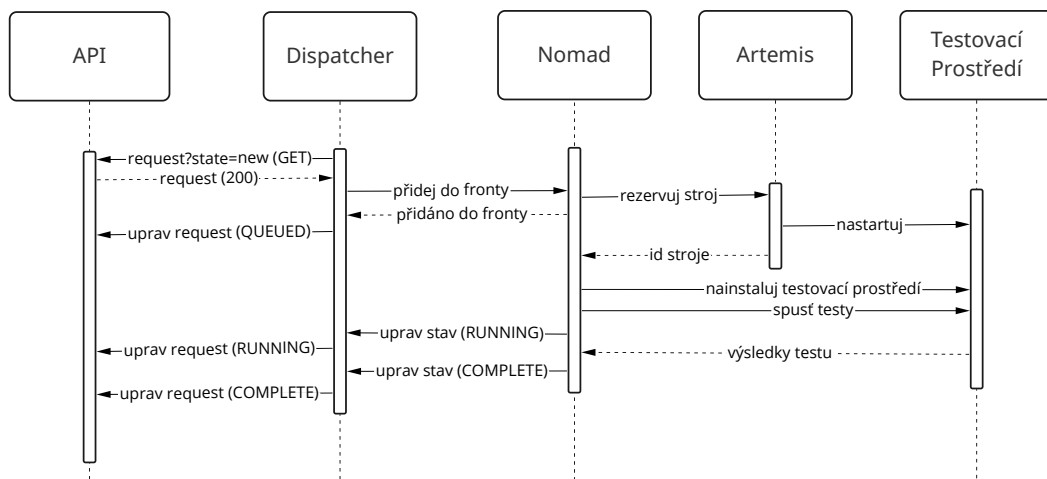 API
Dispatcher
Nomad
Artemis
Testovací
Prostředí
request?state=new (GET)
request (200)
přidej do fronty
rezervuj stroj
přidáno do fronty
nastartuj
uprav request (QUEUED)
id stroje
nainstaluj testovací prostředí
spusť testy
uprav stav (RUNNING)
uprav request (RUNNING)
výsledky testu
uprav stav (COMPLETE)
uprav request (COMPLETE)